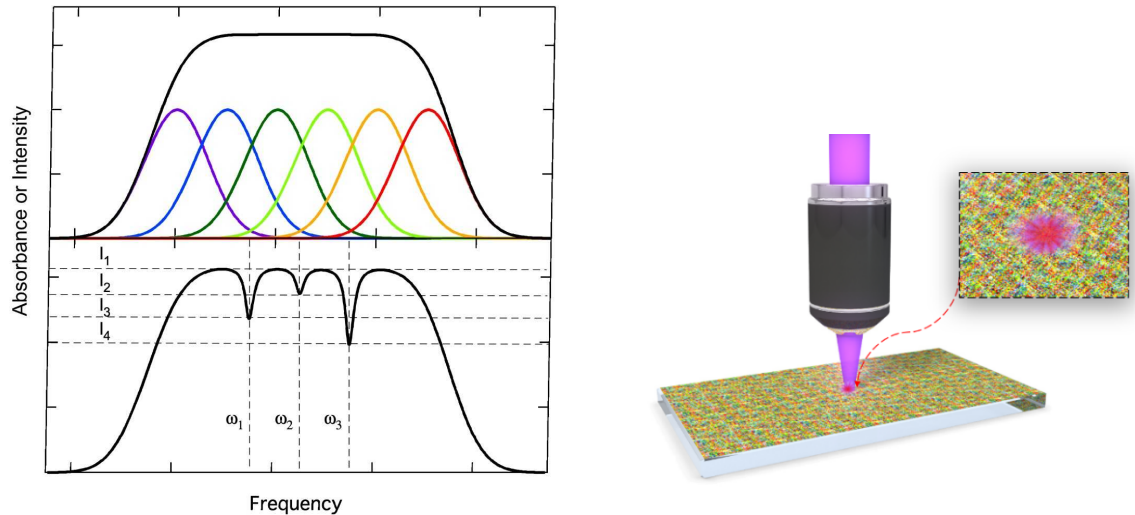 Absorbance or Intensity
I₁
I₂
I₃
I₄
ω₁ ω₂ ω₃
Frequency